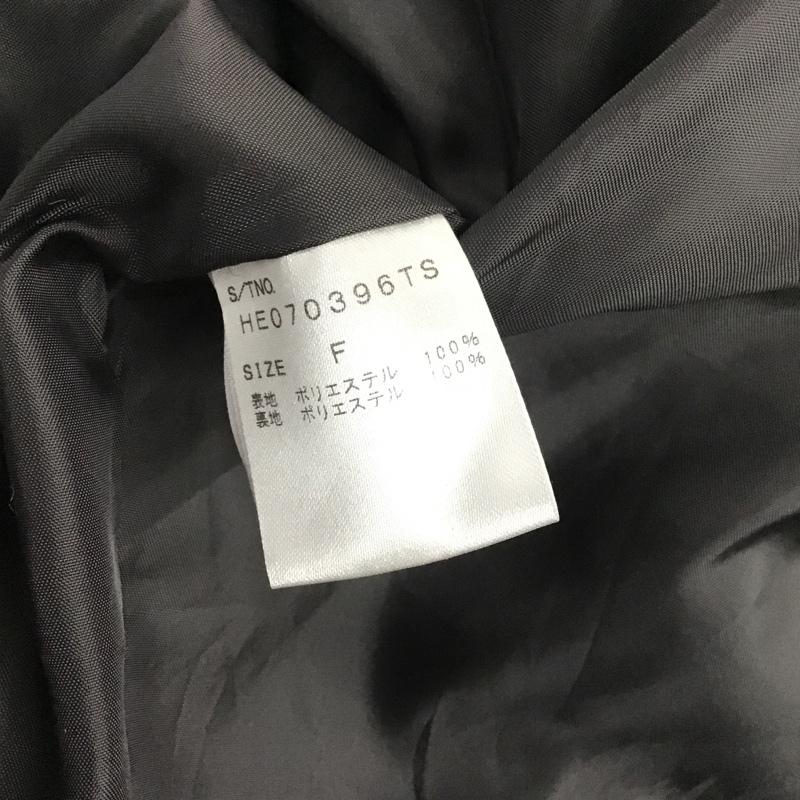 S/TNO.
HE070396TS
SIZE F
表地 ポリエステル 100%
裏地 ポリエステル 100%